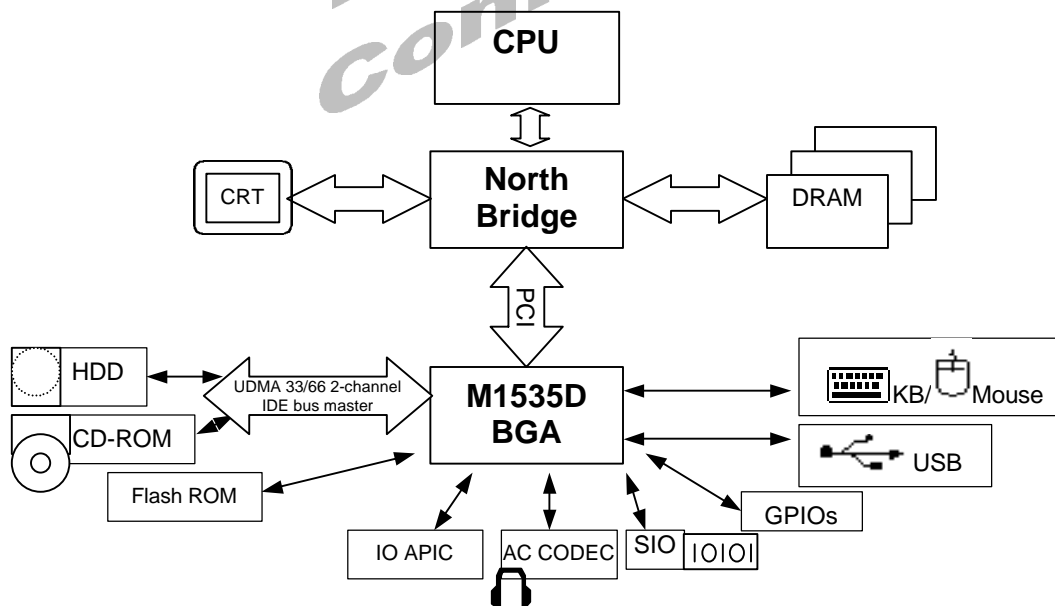 CPU
North
Bridge
CRT
DRAM
PCI
HDD
UDMA 33/66 2-channel
IDE bus master
M1535D
BGA
KB/ Mouse
CD-ROM
USB
Flash ROM
GPIOs
IO APIC
AC CODEC
SIO
IOIOI